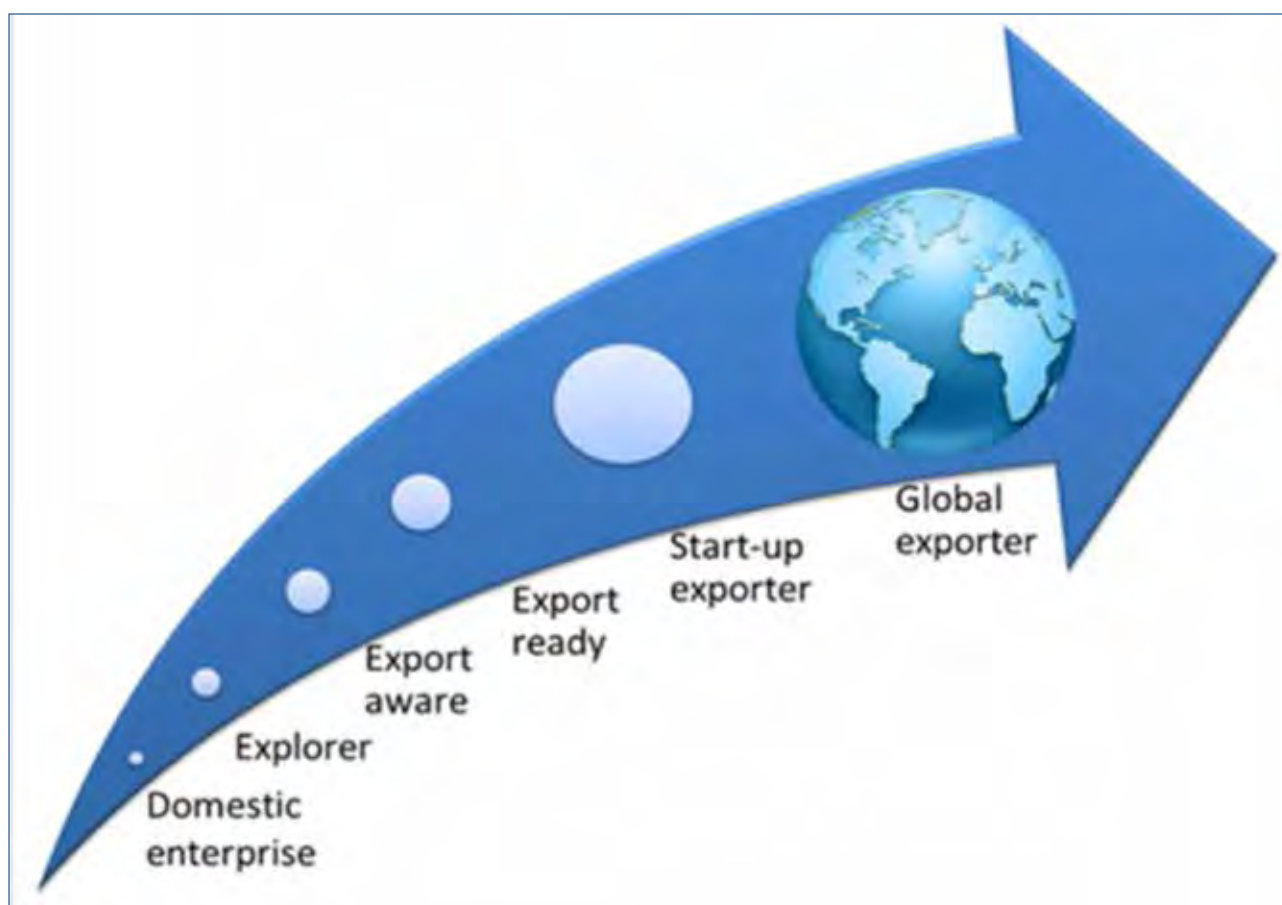 Domestic
enterprise
Explorer
Export
aware
Export
ready
Start-up
exporter
Global
exporter